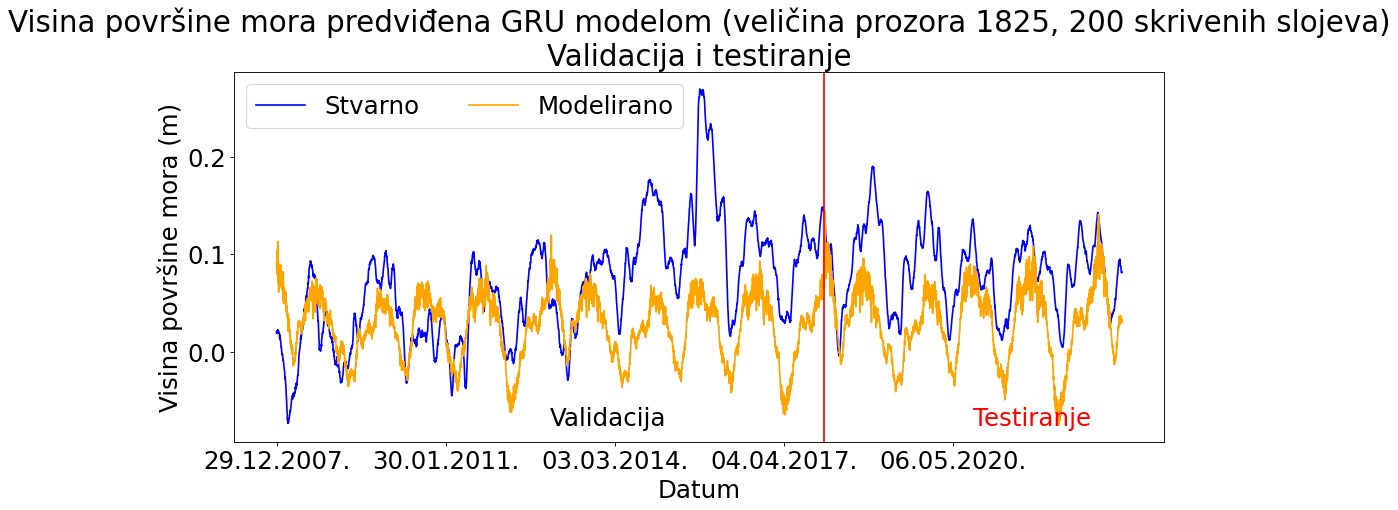 Visina površine mora predviđena GRU modelom (veličina prozora 1825, 200 skrivenih slojeva)
Validacija i testiranje
Stvarno
Modelirano
Visina površine mora (m)
0.2
0.1
0.0
Validacija
Testiranje
29.12.2007.
30.01.2011.
03.03.2014.
04.04.2017.
06.05.2020.
Datum